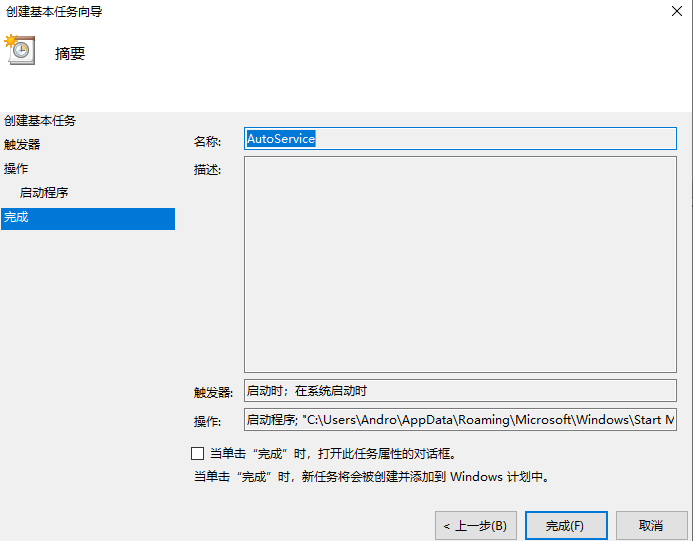 创建基本任务向导
摘要
创建基本任务
触发器
操作
启动程序
完成
名称: AutoService
描述:
触发器: 启动时；在系统启动时
操作: 启动程序; "C:\Users\Andro\AppData\Roaming\Microsoft\Windows\Start M
当单击“完成”时，打开此任务属性的对话框。
当单击“完成”时，新任务将会被创建并添加到 Windows 计划中。
< 上一步(B) 完成(F) 取消